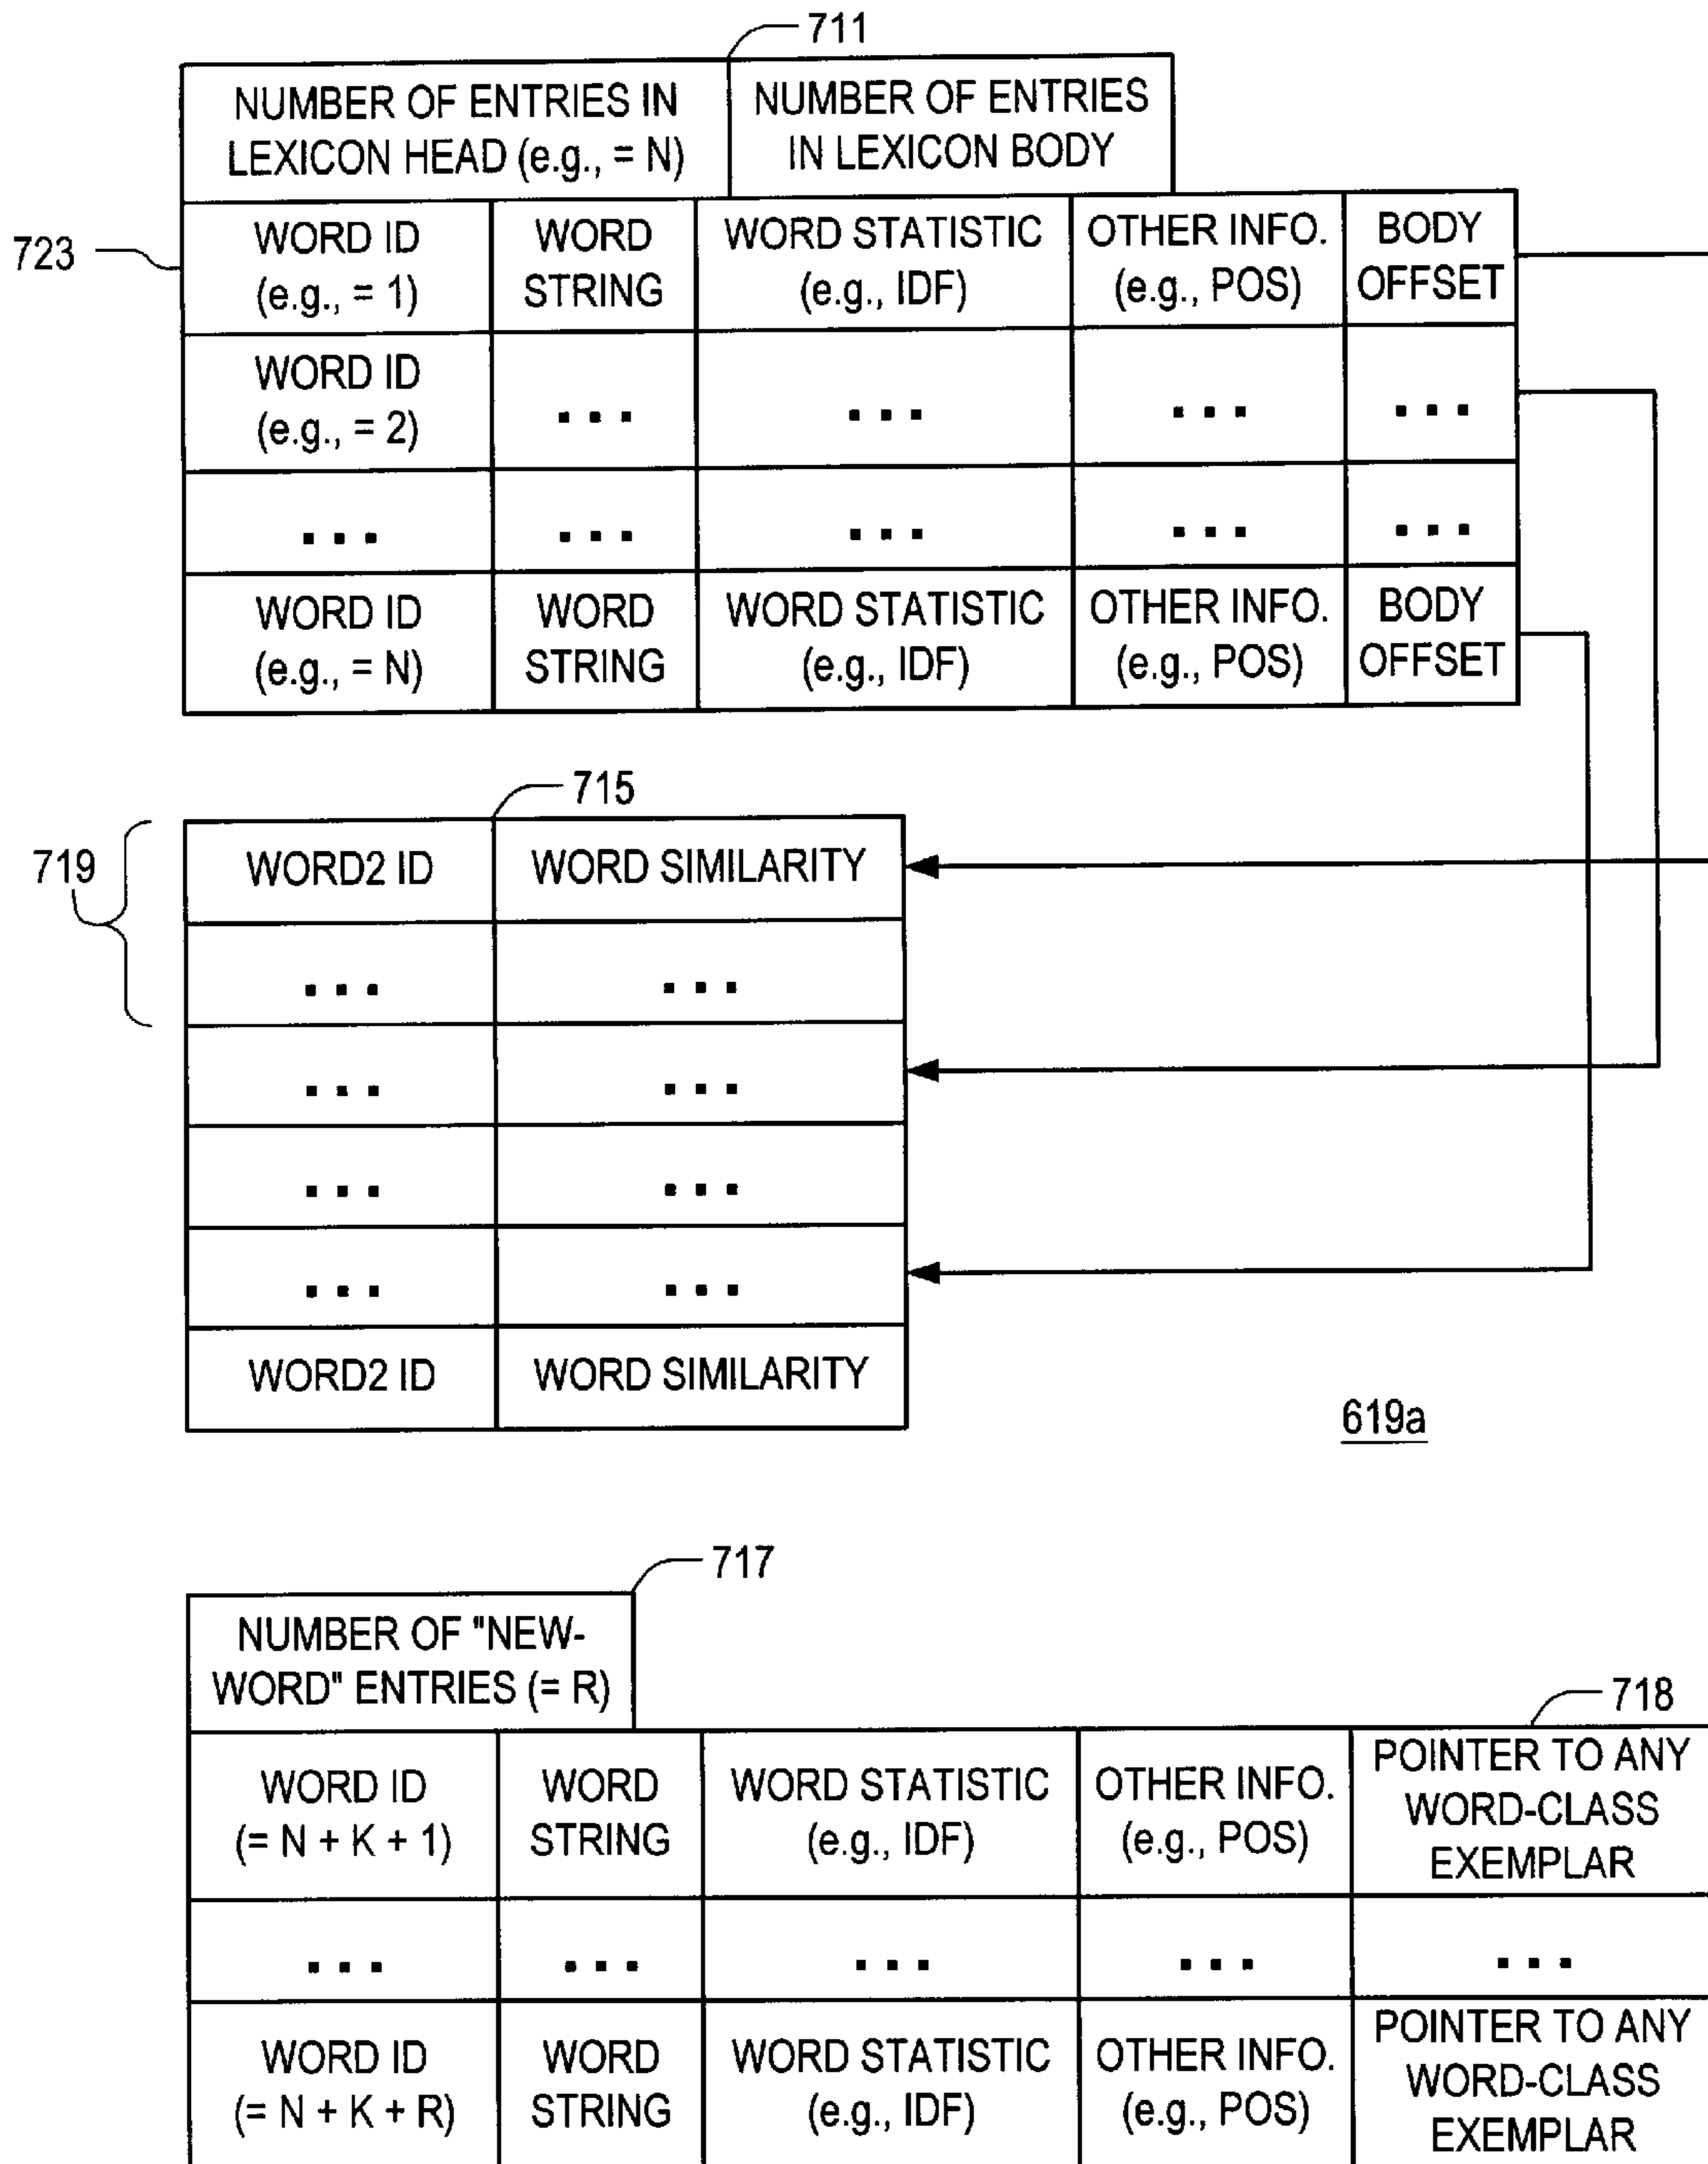 711
NUMBER OF ENTRIES IN
LEXICON HEAD (e.g., = N)
NUMBER OF ENTRIES
IN LEXICON BODY
723
WORD ID
(e.g., = 1)
WORD
STRING
WORD STATISTIC
(e.g., IDF)
OTHER INFO.
(e.g., POS)
BODY
OFFSET
WORD ID
(e.g., = 2)
...
...
...
...
...
...
...
...
...
WORD ID
(e.g., = N)
WORD
STRING
WORD STATISTIC
(e.g., IDF)
OTHER INFO.
(e.g., POS)
BODY
OFFSET
715
719
WORD2 ID
WORD SIMILARITY
...
...
...
...
...
...
...
...
WORD2 ID
WORD SIMILARITY
619a
717
NUMBER OF "NEW-
WORD" ENTRIES (= R)
718
WORD ID
(= N + K + 1)
WORD
STRING
WORD STATISTIC
(e.g., IDF)
OTHER INFO.
(e.g., POS)
POINTER TO ANY
WORD-CLASS
EXEMPLAR
...
...
...
...
...
WORD ID
(= N + K + R)
WORD
STRING
WORD STATISTIC
(e.g., IDF)
OTHER INFO.
(e.g., POS)
POINTER TO ANY
WORD-CLASS
EXEMPLAR